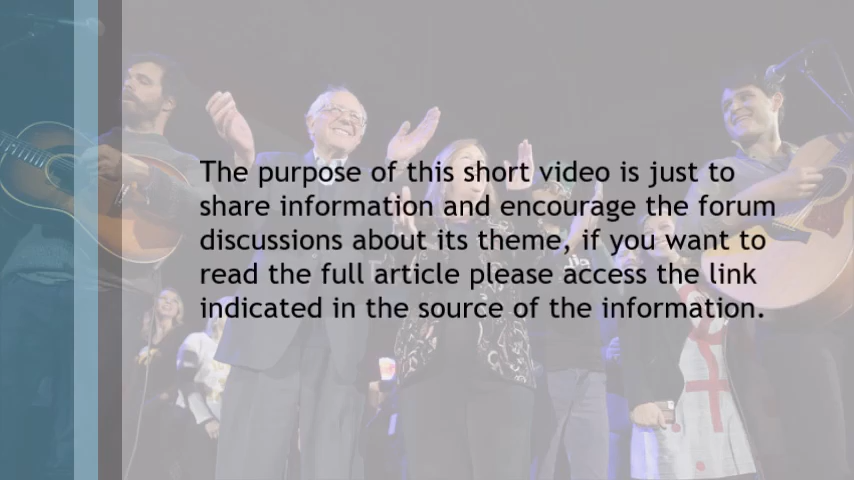 The purpose of this short video is just to
share information and encourage the forum
discussions about its theme, if you want to
read the full article please access the link
indicated in the source of the information.